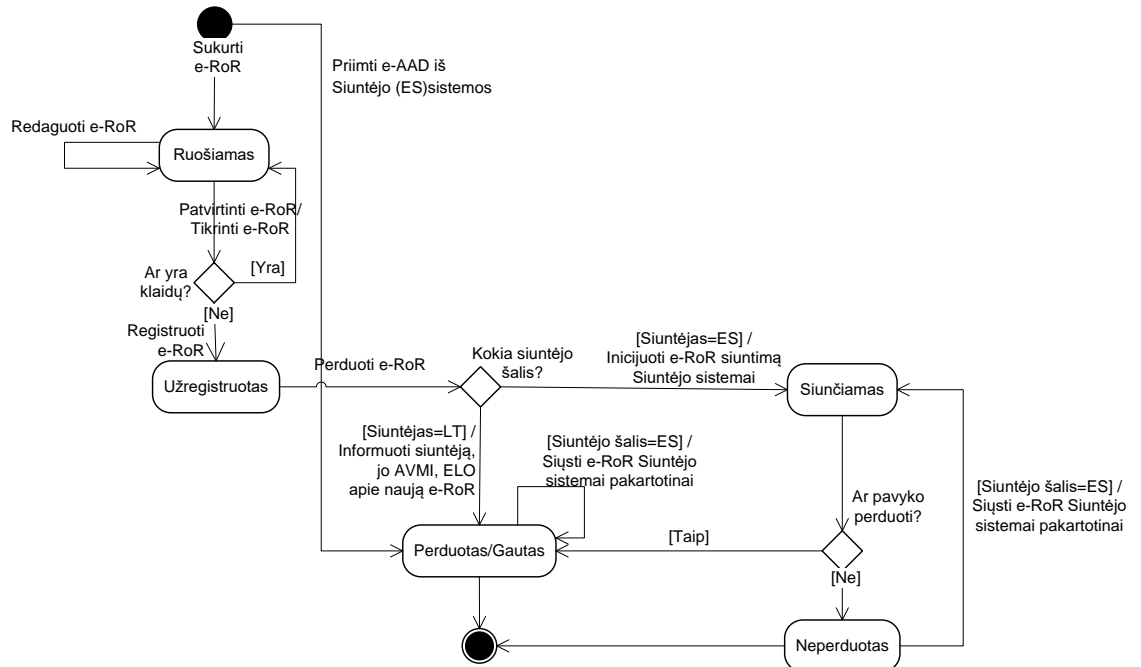 Sukurti
e-RoR
Priimti e-AAD iš
Siuntėjo (ES)sistemos
Redaguoti e-RoR
Ruošiamas
Patvirtinti e-RoR/
Tikrinti e-RoR
Ar yra
klaidų?
[Yra]
[Ne]
Registruoti
e-RoR
Užregistruotas
Perduoti e-RoR
Kokia siuntėjo
šalis?
[Siuntėjas=ES] /
Inicijuoti e-RoR siuntimą
Siuntėjo sistemai
Siunčiamas
[Siuntėjas=LT] /
Informuoti siuntėją,
jo AVMI, ELO
apie naują e-RoR
[Siuntėjo šalis=ES] /
Siųsti e-RoR Siuntėjo
sistemai pakartotinai
Ar pavyko
perduoti?
[Siuntėjo šalis=ES] /
Siųsti e-RoR Siuntėjo
sistemai pakartotinai
Perduotas/Gautas
[Taip]
[Ne]
Neperduotas